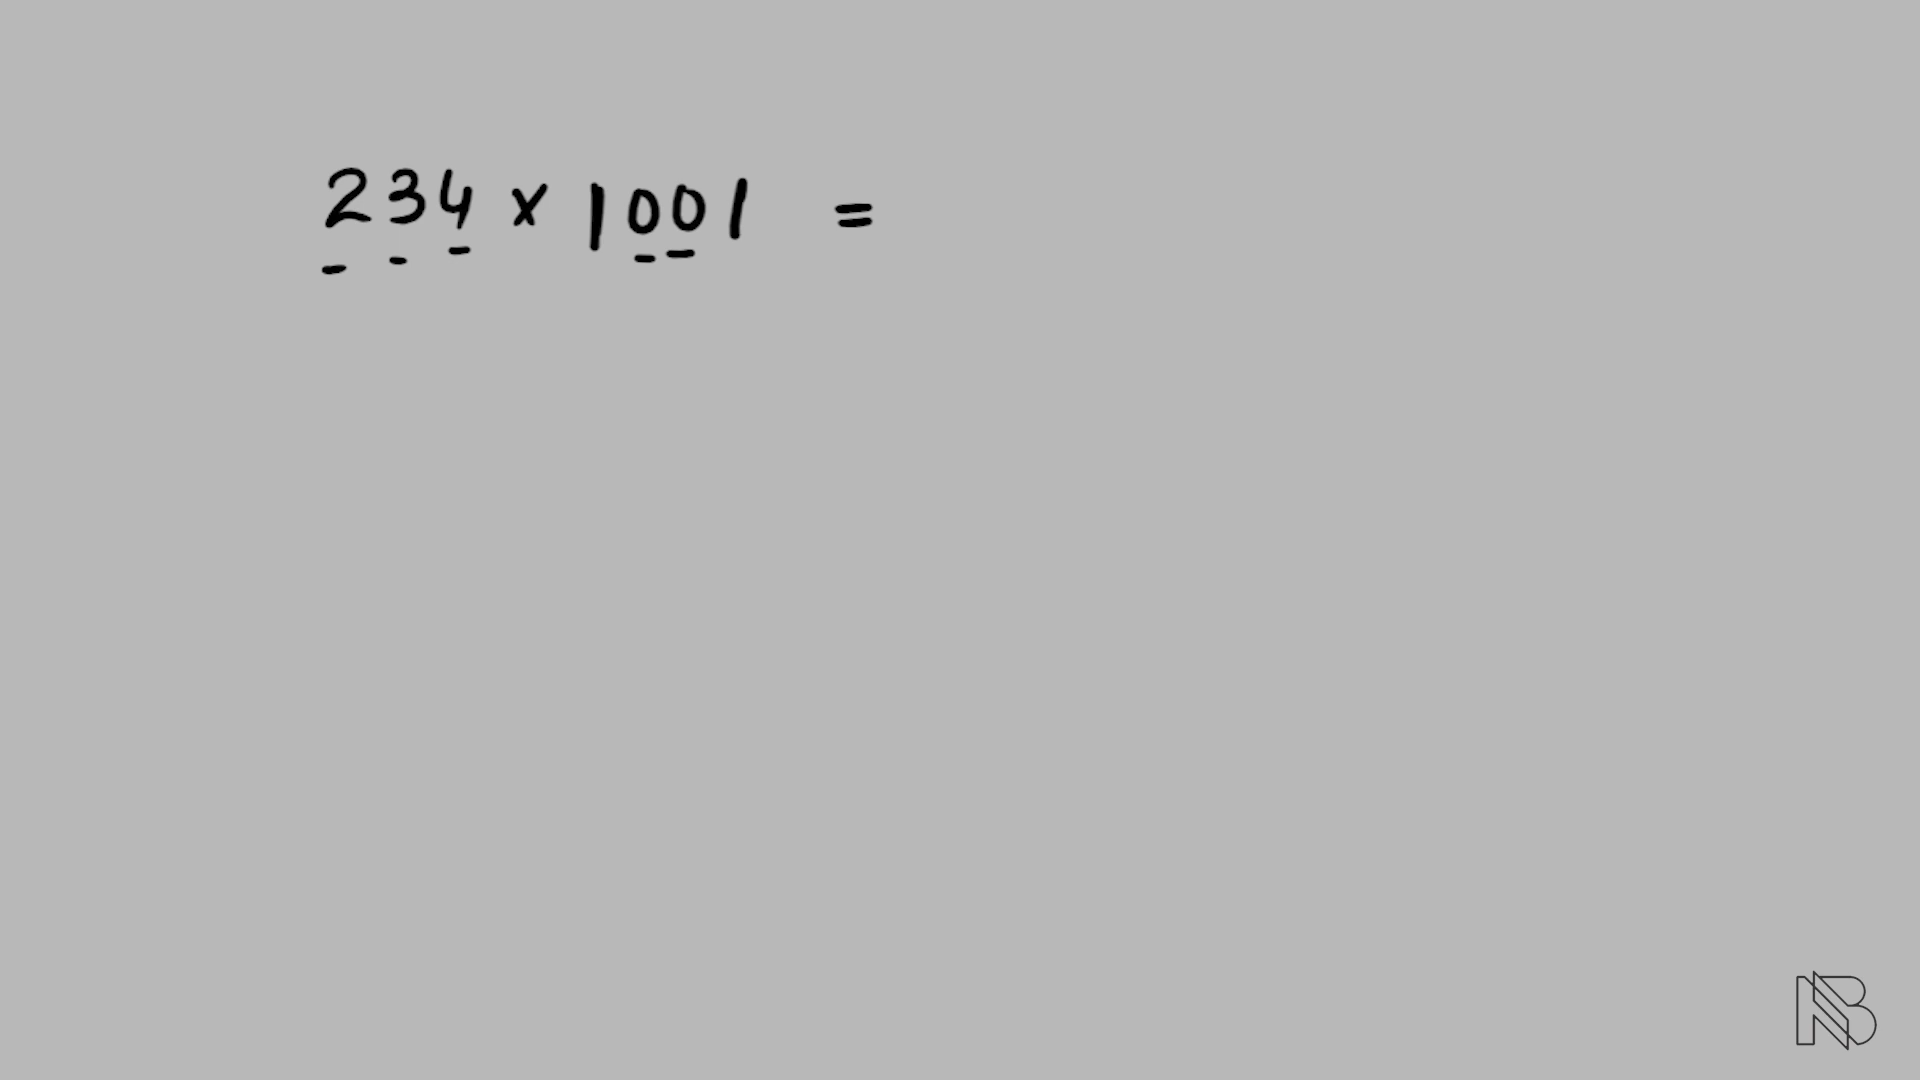 234 x 1001 =